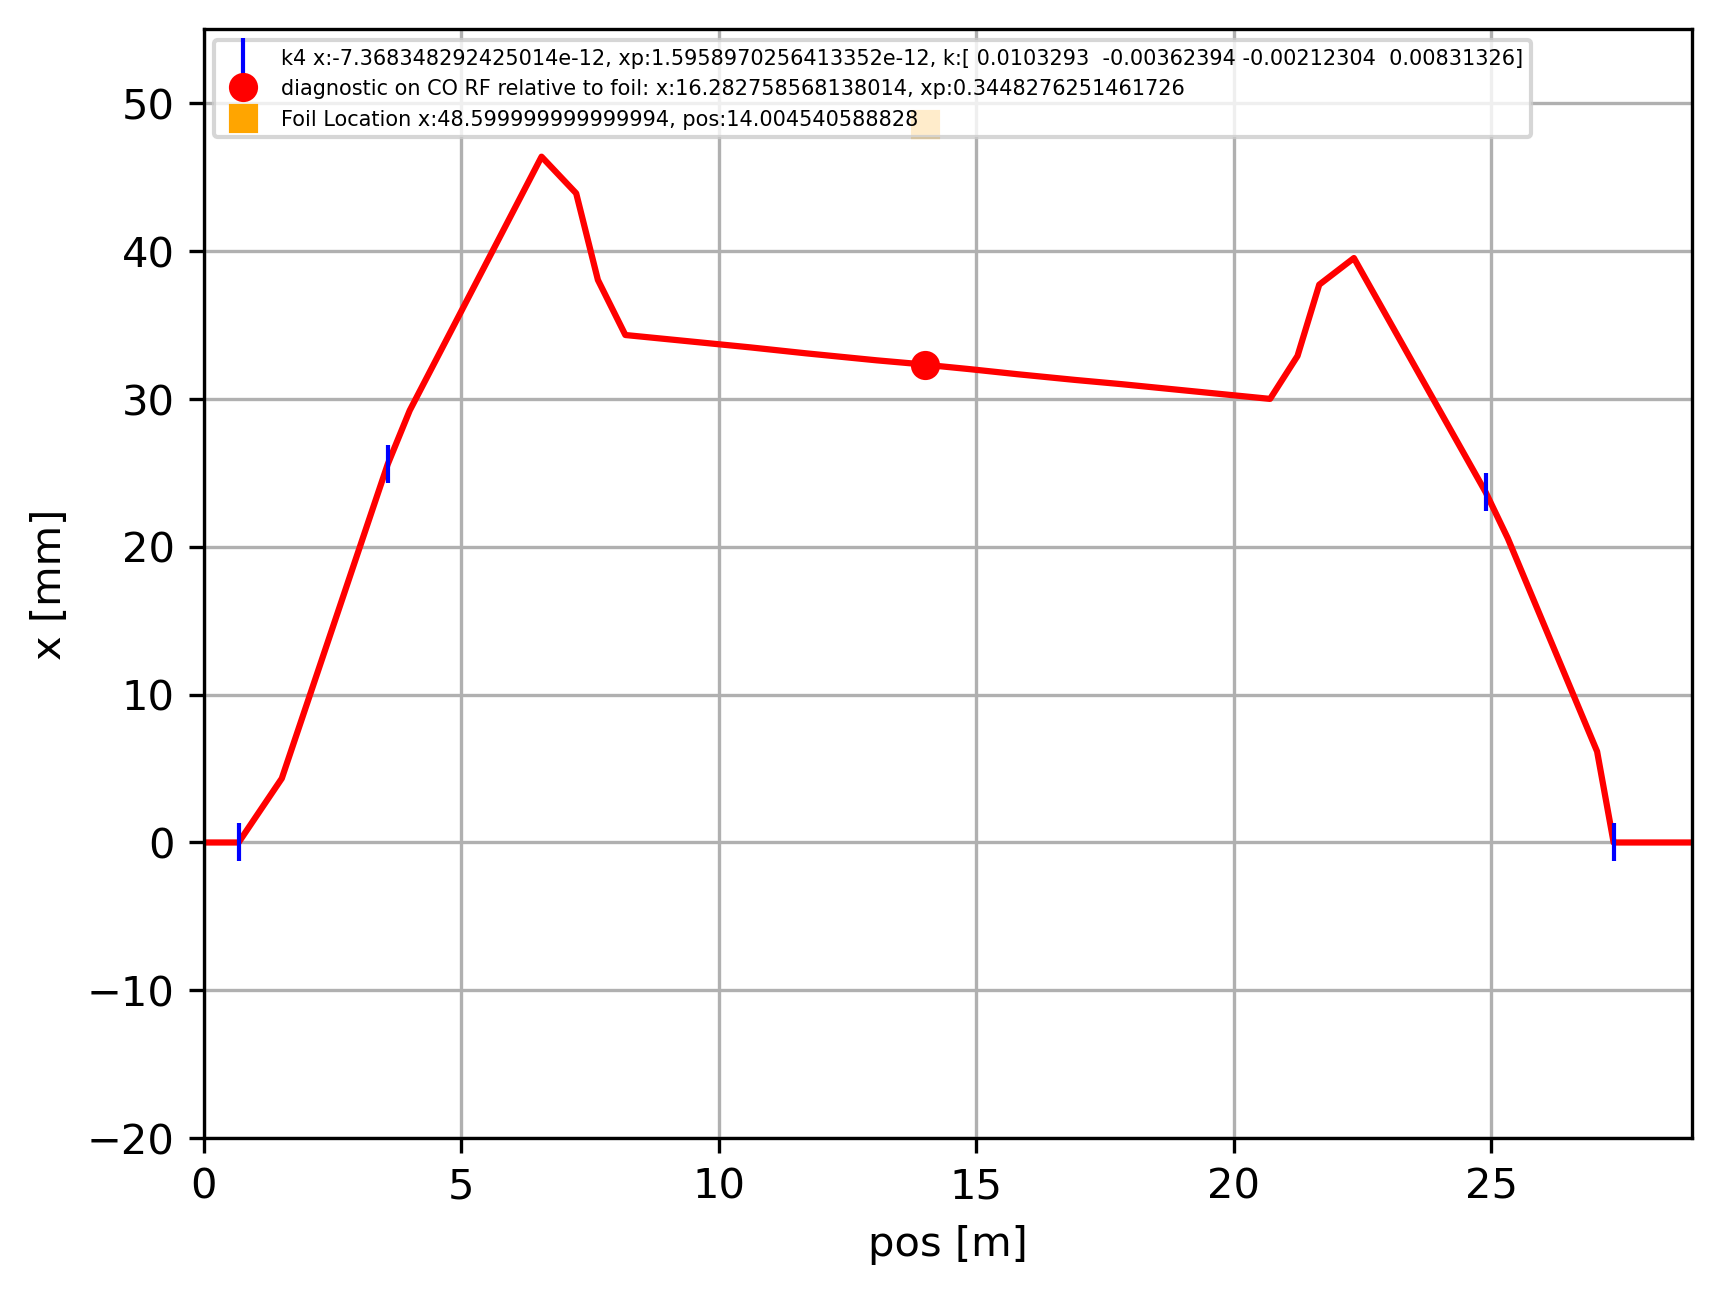 k4 x:-7.368348292425014e-12, xp:1.5958970256413352e-12, k:[ 0.0103293  -0.00362394 -0.00212304  0.00831326]
diagnostic on CO RF relative to foil: x:16.282758568138014, xp:0.3448276251461726
Foil Location x:48.599999999999994, pos:14.004540588828
50
40
30
20
10
0
−10
−20
x [mm]
0 5 10 15 20 25
pos [m]